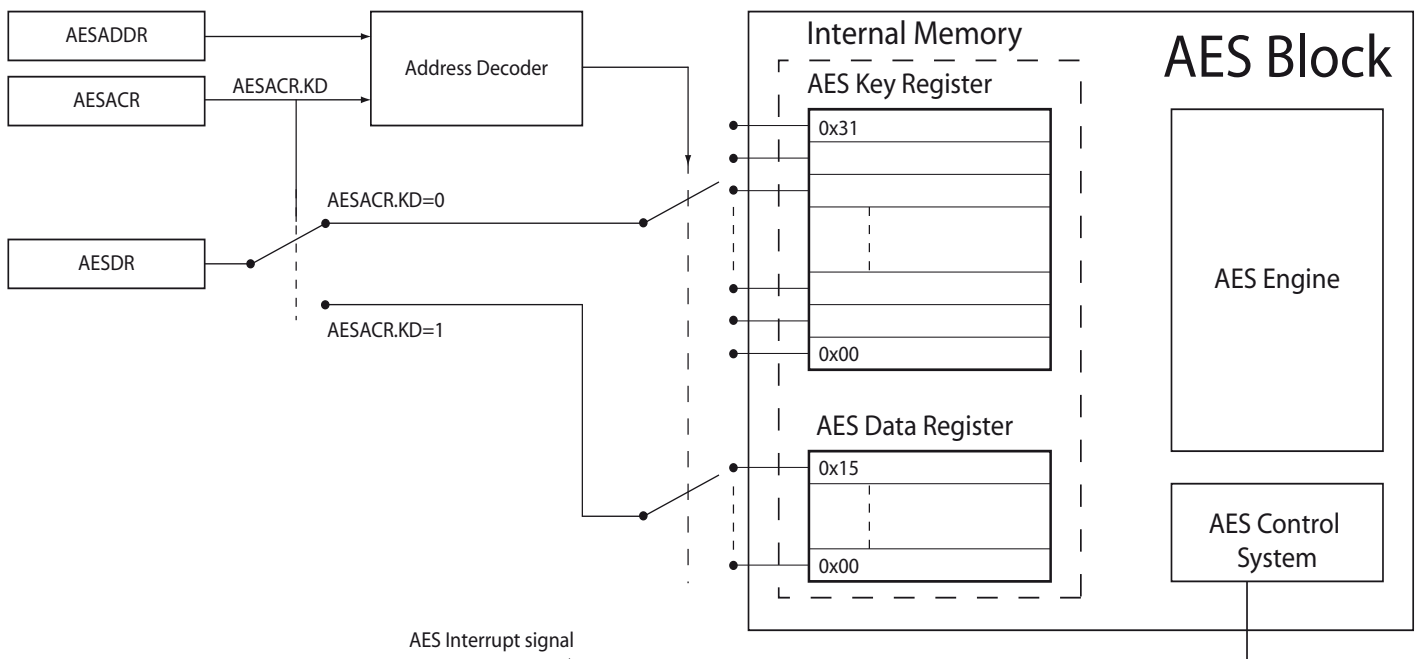 AESADDR
AESACR
AESACR.KD
Address Decoder
AESACR.KD=0
AESDR
AESACR.KD=1
Internal Memory
AES Block
AES Key Register
0x31
0x00
AES Engine
AES Data Register
0x15
0x00
AES Control
System
AES Interrupt signal